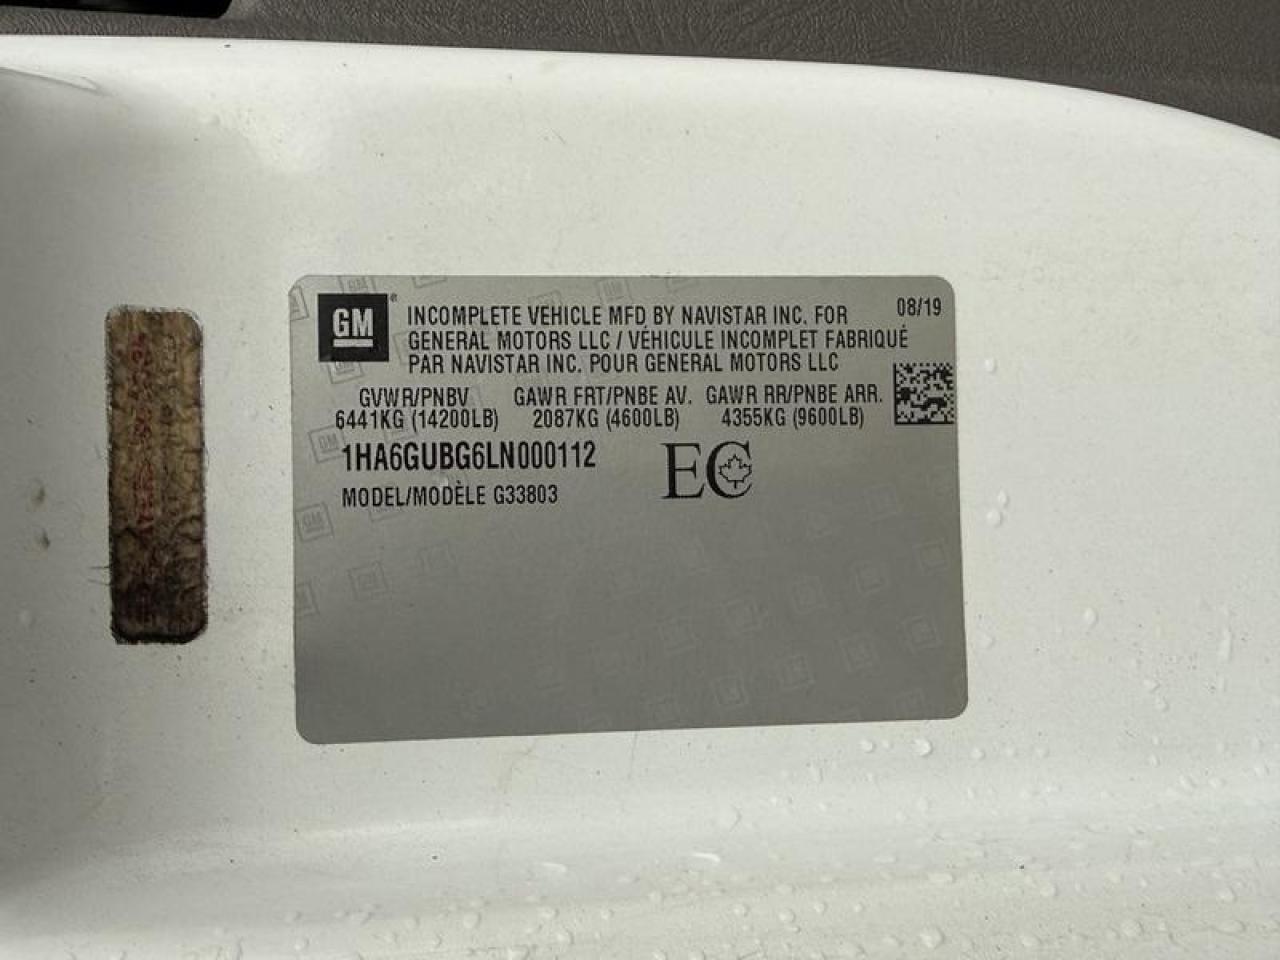 GM
INCOMPLETE VEHICLE MFD BY NAVISTAR INC. FOR
08/19
GENERAL MOTORS LLC / VÉHICULE INCOMPLET FABRIQUÉ
PAR NAVISTAR INC. POUR GENERAL MOTORS LLC
GVWR/PNBV GAWR FRT/PNBE AV. GAWR RR/PNBE ARR.
6441KG (14200LB) 2087KG (4600LB) 4355KG (9600LB)
1HA6GUBG6LN000112
EC
MODEL/MODÈLE G33803